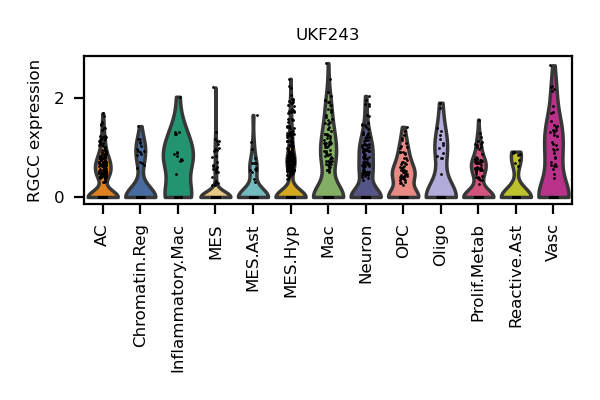 UKF243
RGCC expression
2
0
AC
Chromatin.Reg
Inflammatory.Mac
MES
MES.Ast
MES.Hyp
Mac
Neuron
OPC
Oligo
Prolif.Metab
Reactive.Ast
Vasc